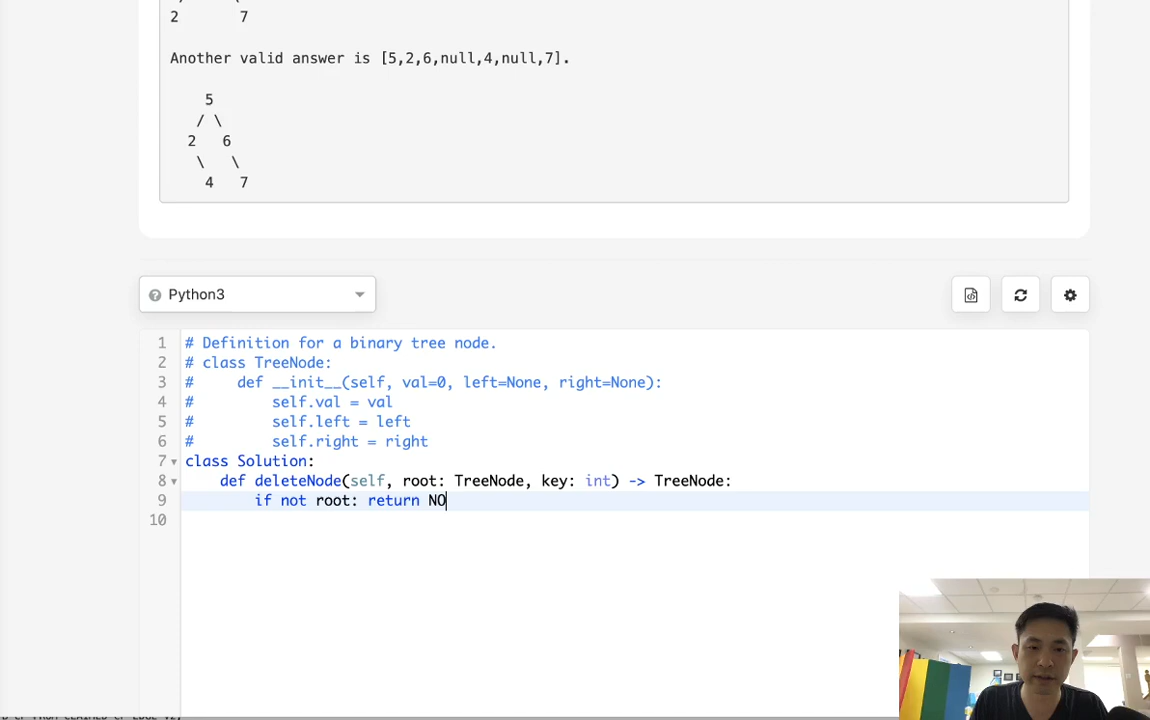 2       7
Another valid answer is [5,2,6,null,4,null,7].
5
/ \
2   6
\   \
4   7
Python3
1 # Definition for a binary tree node.
2 # class TreeNode:
3 #     def __init__(self, val=0, left=None, right=None):
4 #         self.val = val
5 #         self.left = left
6 #         self.right = right
7 class Solution:
8     def deleteNode(self, root: TreeNode, key: int) -> TreeNode:
9         if not root: return NO
10